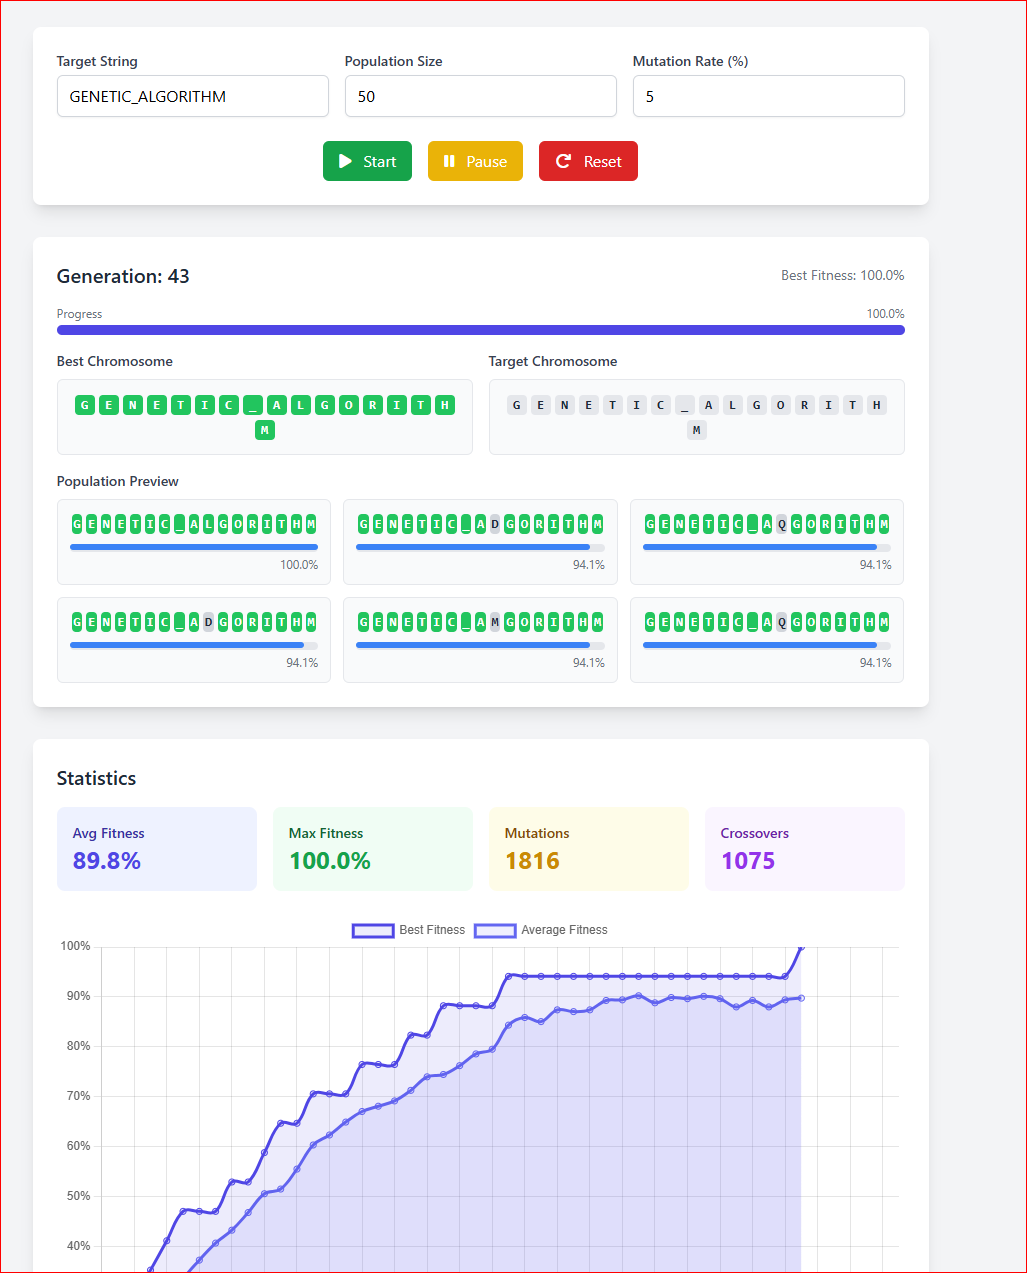 Target String Population Size Mutation Rate (%)
GENETIC_ALGORITHM 50 5
Start Pause Reset
Generation: 43 Best Fitness: 100.0%
Progress 100.0%
Best Chromosome Target Chromosome
G E N E T I C _ A L G O R I T H G E N E T I C _ A L G O R I T H
M M
Population Preview
GENETIC_ALGORITHM GENETIC_ADGORITHM GENETIC_AQGORITHM
100.0% 94.1% 94.1%
GENETIC_ADGORITHM GENETIC_AMGORITHM GENETIC_AQGORITHM
94.1% 94.1% 94.1%
Statistics
Avg Fitness Max Fitness Mutations Crossovers
89.8% 100.0% 1816 1075
Best Fitness Average Fitness
100%
90%
80%
70%
60%
50%
40%